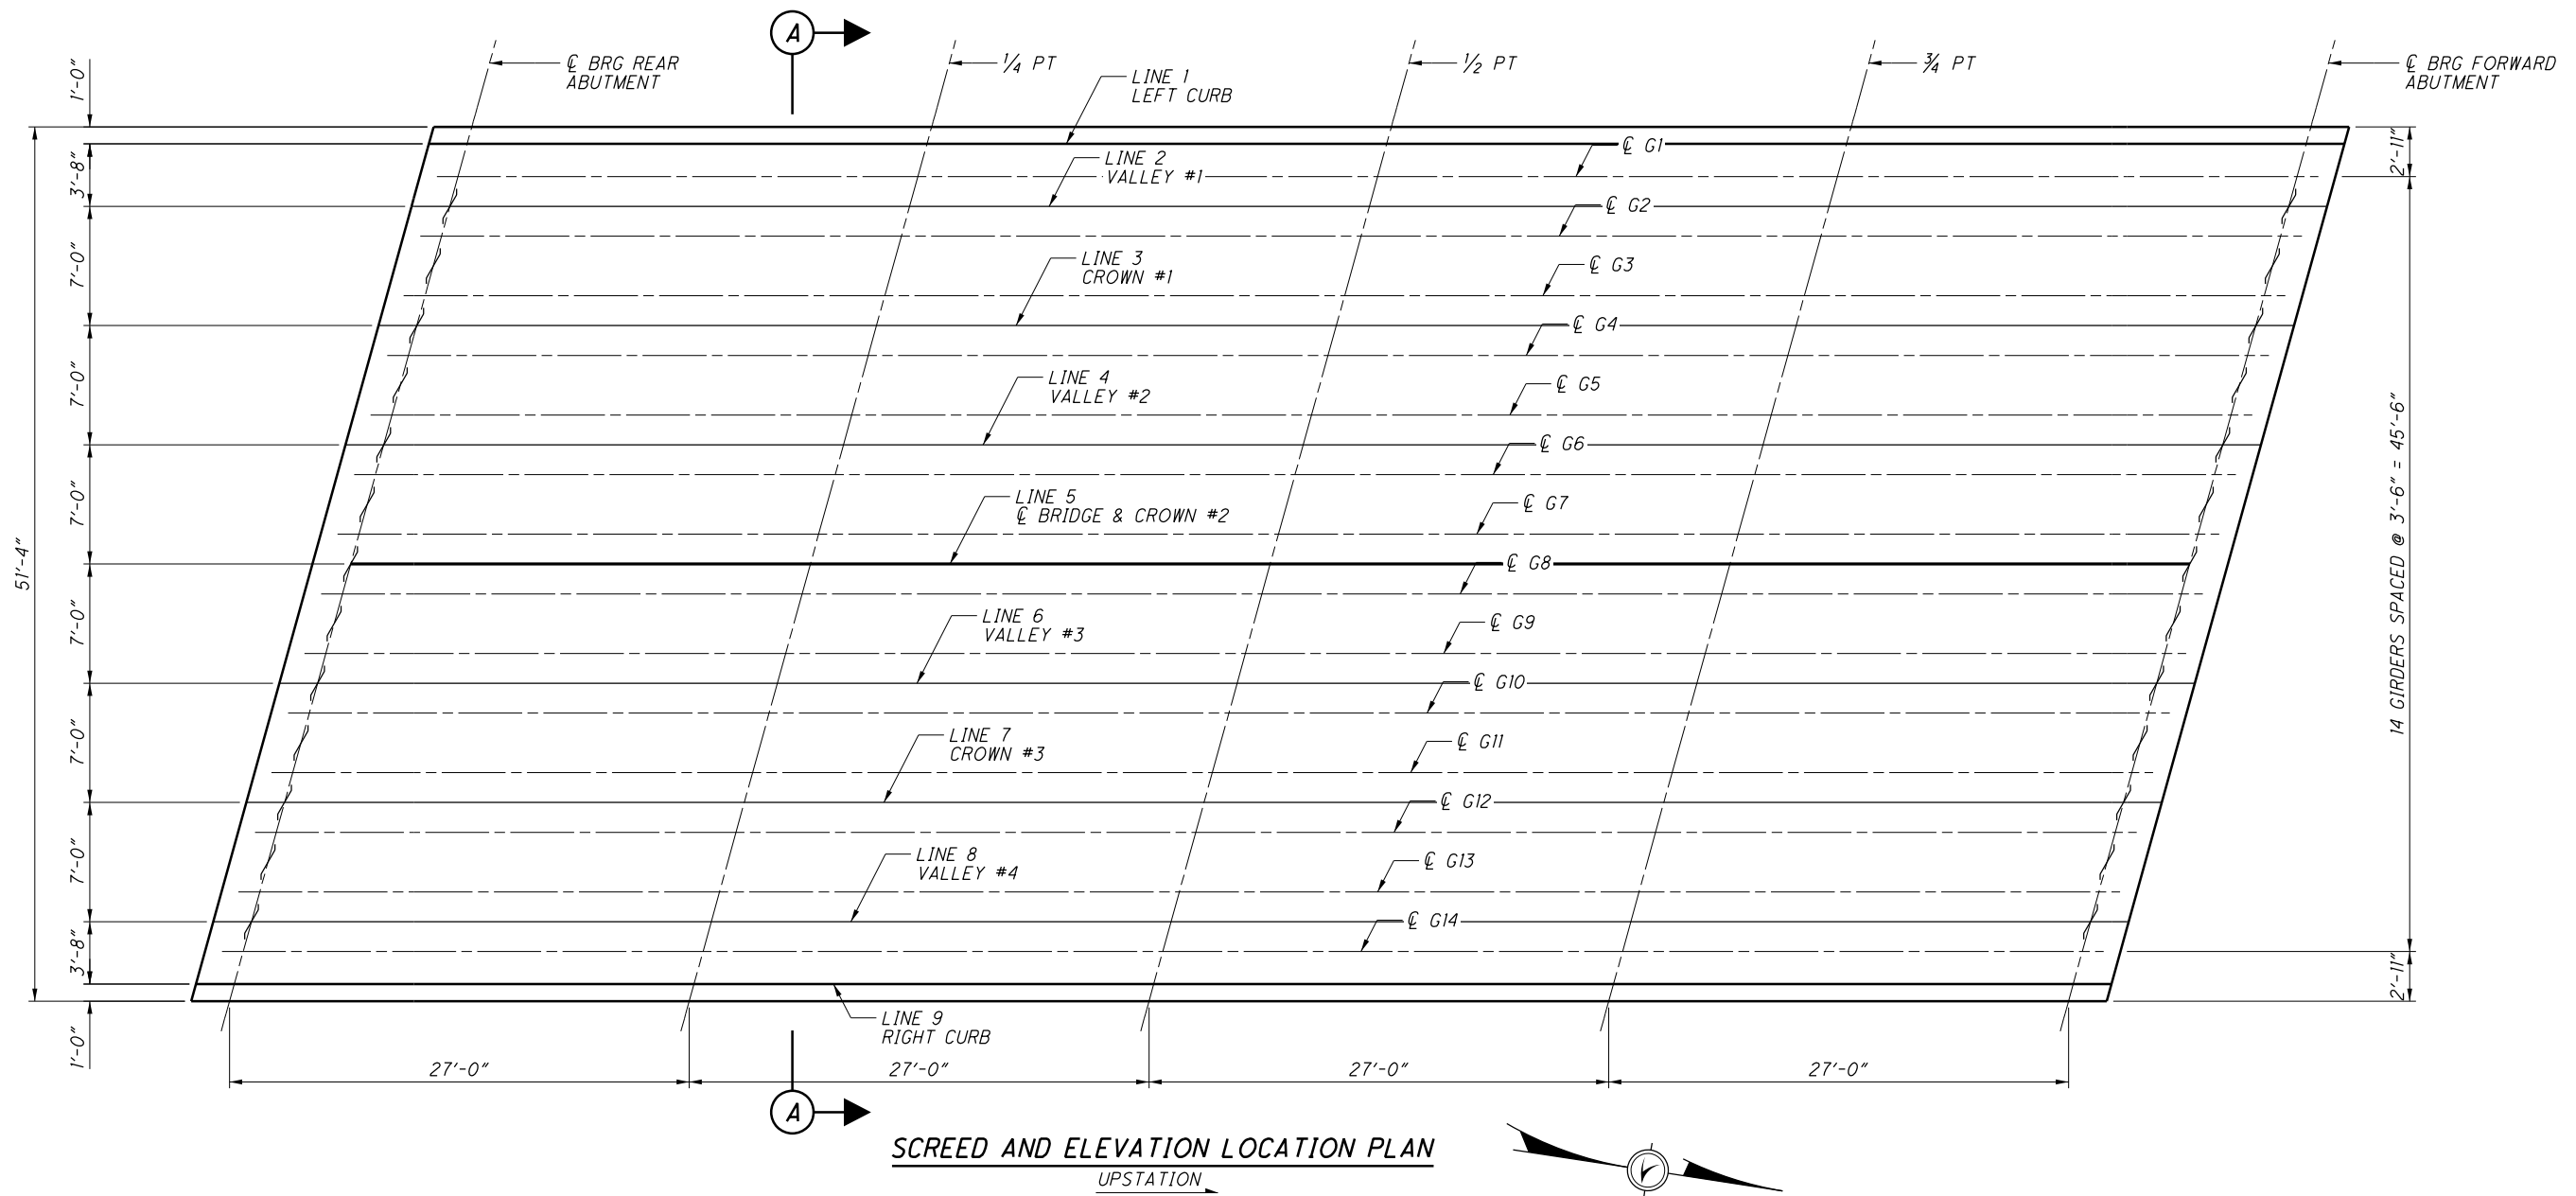 A
℄ BRG REAR
ABUTMENT
1/4 PT
1/2 PT
3/4 PT
℄ BRG FORWARD
ABUTMENT
LINE 1
LEFT CURB
LINE 2
VALLEY #1
LINE 3
CROWN #1
LINE 4
VALLEY #2
LINE 5
℄ BRIDGE & CROWN #2
LINE 6
VALLEY #3
LINE 7
CROWN #3
LINE 8
VALLEY #4
LINE 9
RIGHT CURB
℄ G1
℄ G2
℄ G3
℄ G4
℄ G5
℄ G6
℄ G7
℄ G8
℄ G9
℄ G10
℄ G11
℄ G12
℄ G13
℄ G14
1'-0"
3'-8"
7'-0"
7'-0"
7'-0"
7'-0"
7'-0"
7'-0"
3'-8"
1'-0"
51'-4"
2'-11"
14 GIRDERS SPACED @ 3'-6" = 45'-6"
2'-11"
27'-0"
27'-0"
27'-0"
27'-0"
A
SCREED AND ELEVATION LOCATION PLAN
UPSTATION